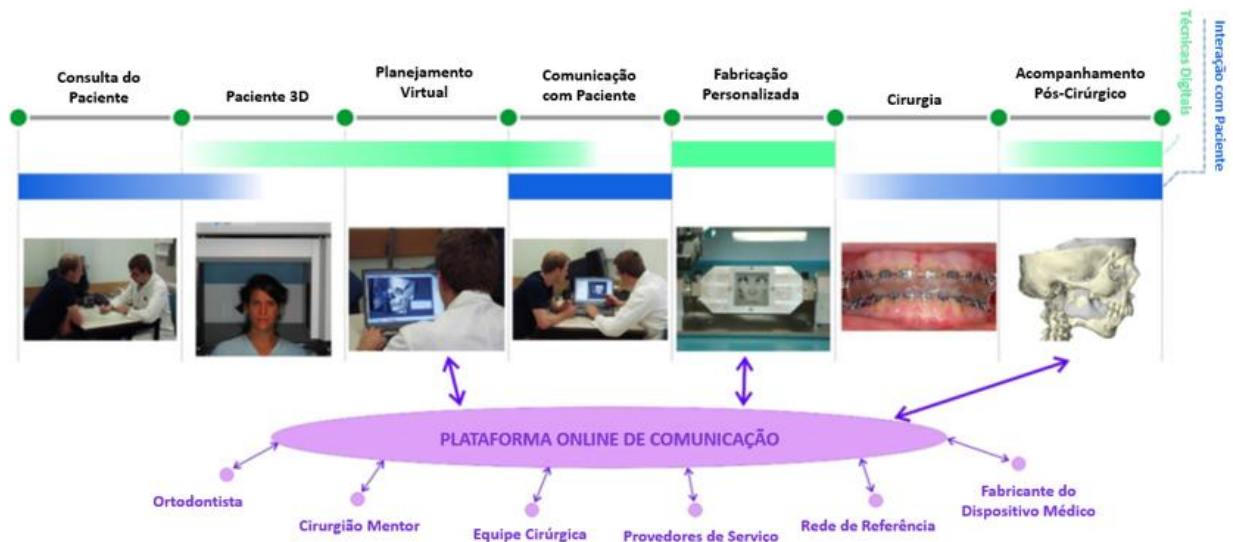 Consulta do
Paciente
Paciente 3D
Planejamento
Virtual
Comunicação
com Paciente
Fabricação
Personalizada
Cirurgia
Acompanhamento
Pós-Cirúrgico
Técnicas Digitais
Interação com Paciente
PLATAFORMA ONLINE DE COMUNICAÇÃO
Ortodontista
Cirurgião Mentor
Equipe Cirúrgica
Provedores de Serviço
Rede de Referência
Fabricante do
Dispositivo Médico